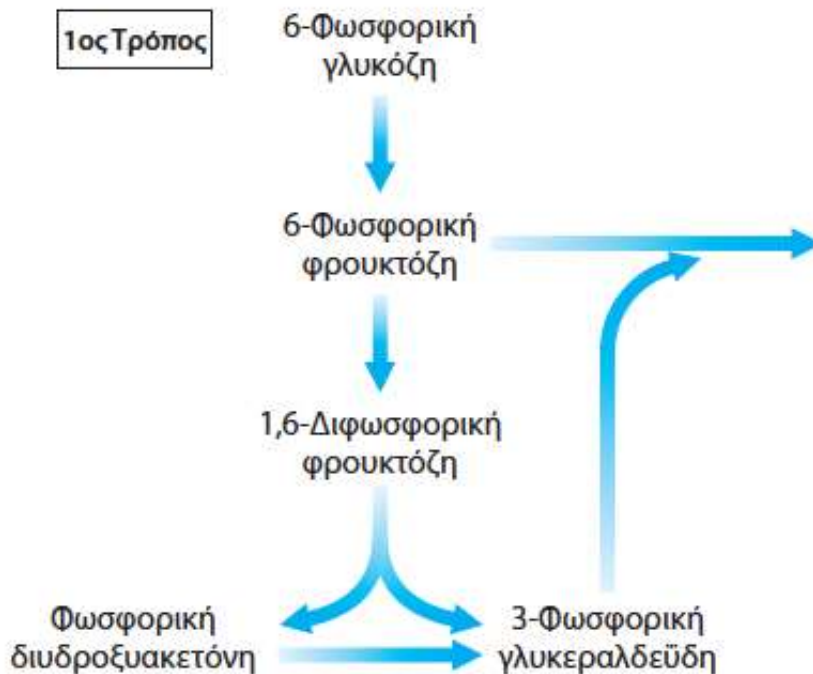 1ος Τρόπος
6-Φωσφορική
γλυκόζη
6-Φωσφορική
φρουκτόζη
1,6-Διφωσφορική
φρουκτόζη
Φωσφορική
διυδροξυακετόνη
3-Φωσφορική
γλυκεραλδεΰδη